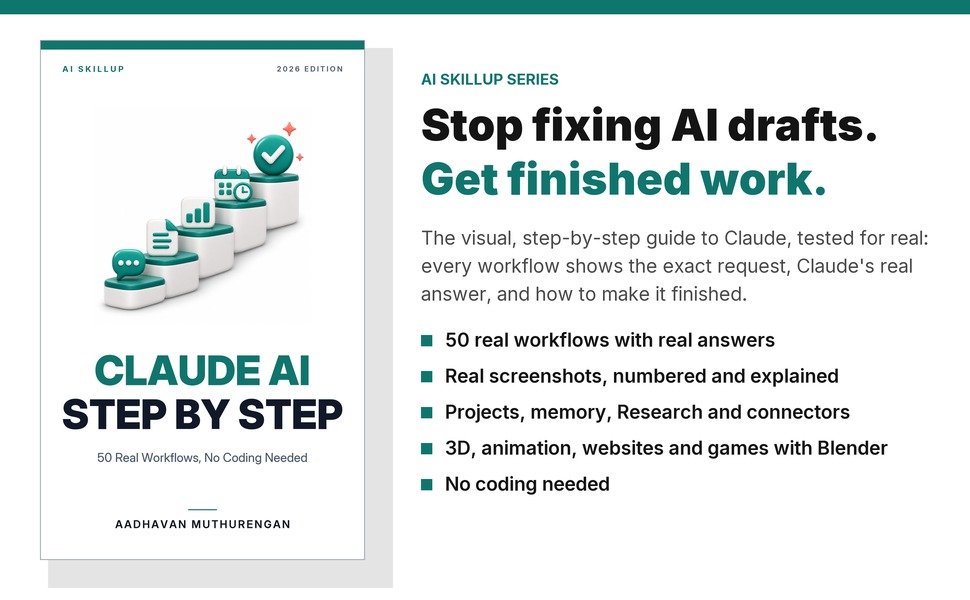 AI SKILLUP
2026 EDITION
CLAUDE AI
STEP BY STEP
50 Real Workflows, No Coding Needed
AADHAVAN MUTHURENGAN
AI SKILLUP SERIES
Stop fixing AI drafts.
Get finished work.
The visual, step-by-step guide to Claude, tested for real:
every workflow shows the exact request, Claude's real
answer, and how to make it finished.
50 real workflows with real answers
Real screenshots, numbered and explained
Projects, memory, Research and connectors
3D, animation, websites and games with Blender
No coding needed